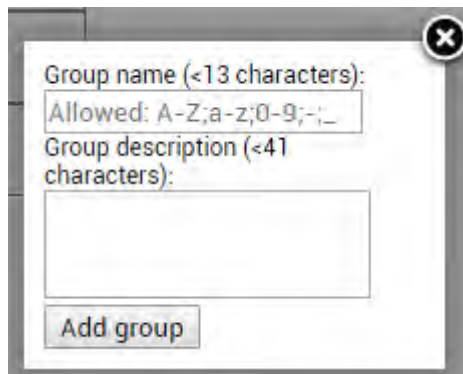 Group name (<13 characters):
Allowed: A-Z;a-z;0-9;-;_
Group description (<41
characters):
Add group